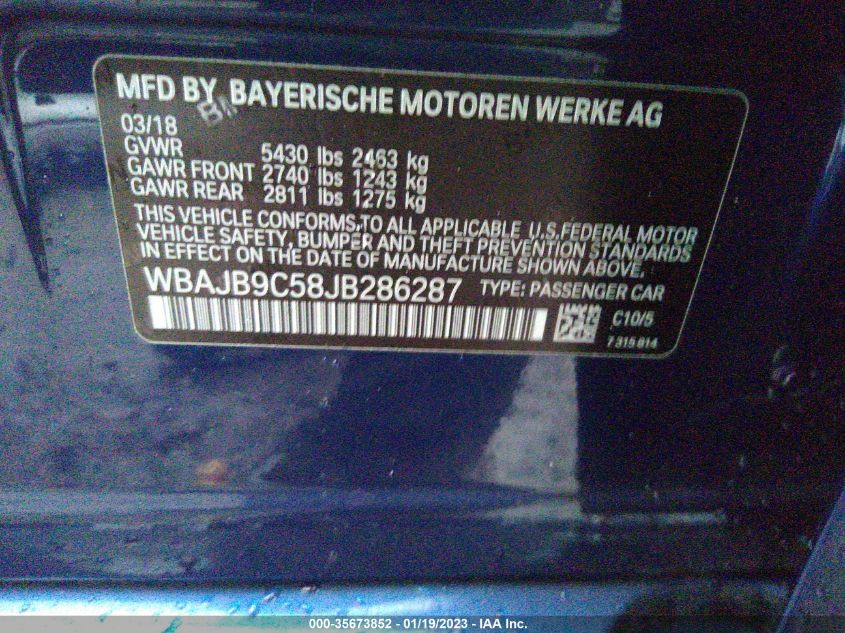 MFD BY BAYERISCHE MOTOREN WERKE AG
03/18
GVWR 5430 lbs 2463 kg
GAWR FRONT 2740 lbs 1243 kg
GAWR REAR 2811 lbs 1275 kg
THIS VEHICLE CONFORMS TO ALL APPLICABLE U.S. FEDERAL MOTOR
VEHICLE SAFETY, BUMPER AND THEFT PREVENTION STANDARDS
IN EFFECT ON THE DATE OF MANUFACTURE SHOWN ABOVE.
WBAJB9C58JB286287 TYPE: PASSENGER CAR
C10/5
7 315 814
000-35673852 - 01/19/2023 - IAA Inc.